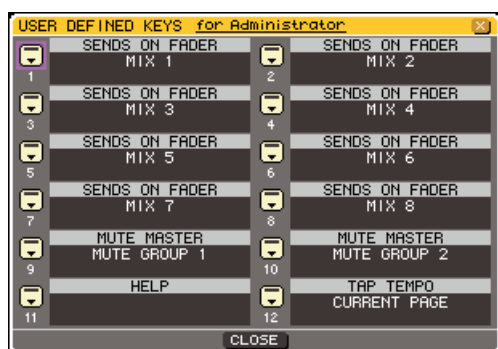 USER DEFINED KEYS for Administrator
SENDS ON FADER SENDS ON FADER
MIX 1 MIX 2
1 2
SENDS ON FADER SENDS ON FADER
MIX 3 MIX 4
3 4
SENDS ON FADER SENDS ON FADER
MIX 5 MIX 6
5 6
SENDS ON FADER SENDS ON FADER
MIX 7 MIX 8
7 8
MUTE MASTER MUTE MASTER
MUTE GROUP 1 MUTE GROUP 2
9 10
HELP TAP TEMPO
CURRENT PAGE
11 12
CLOSE